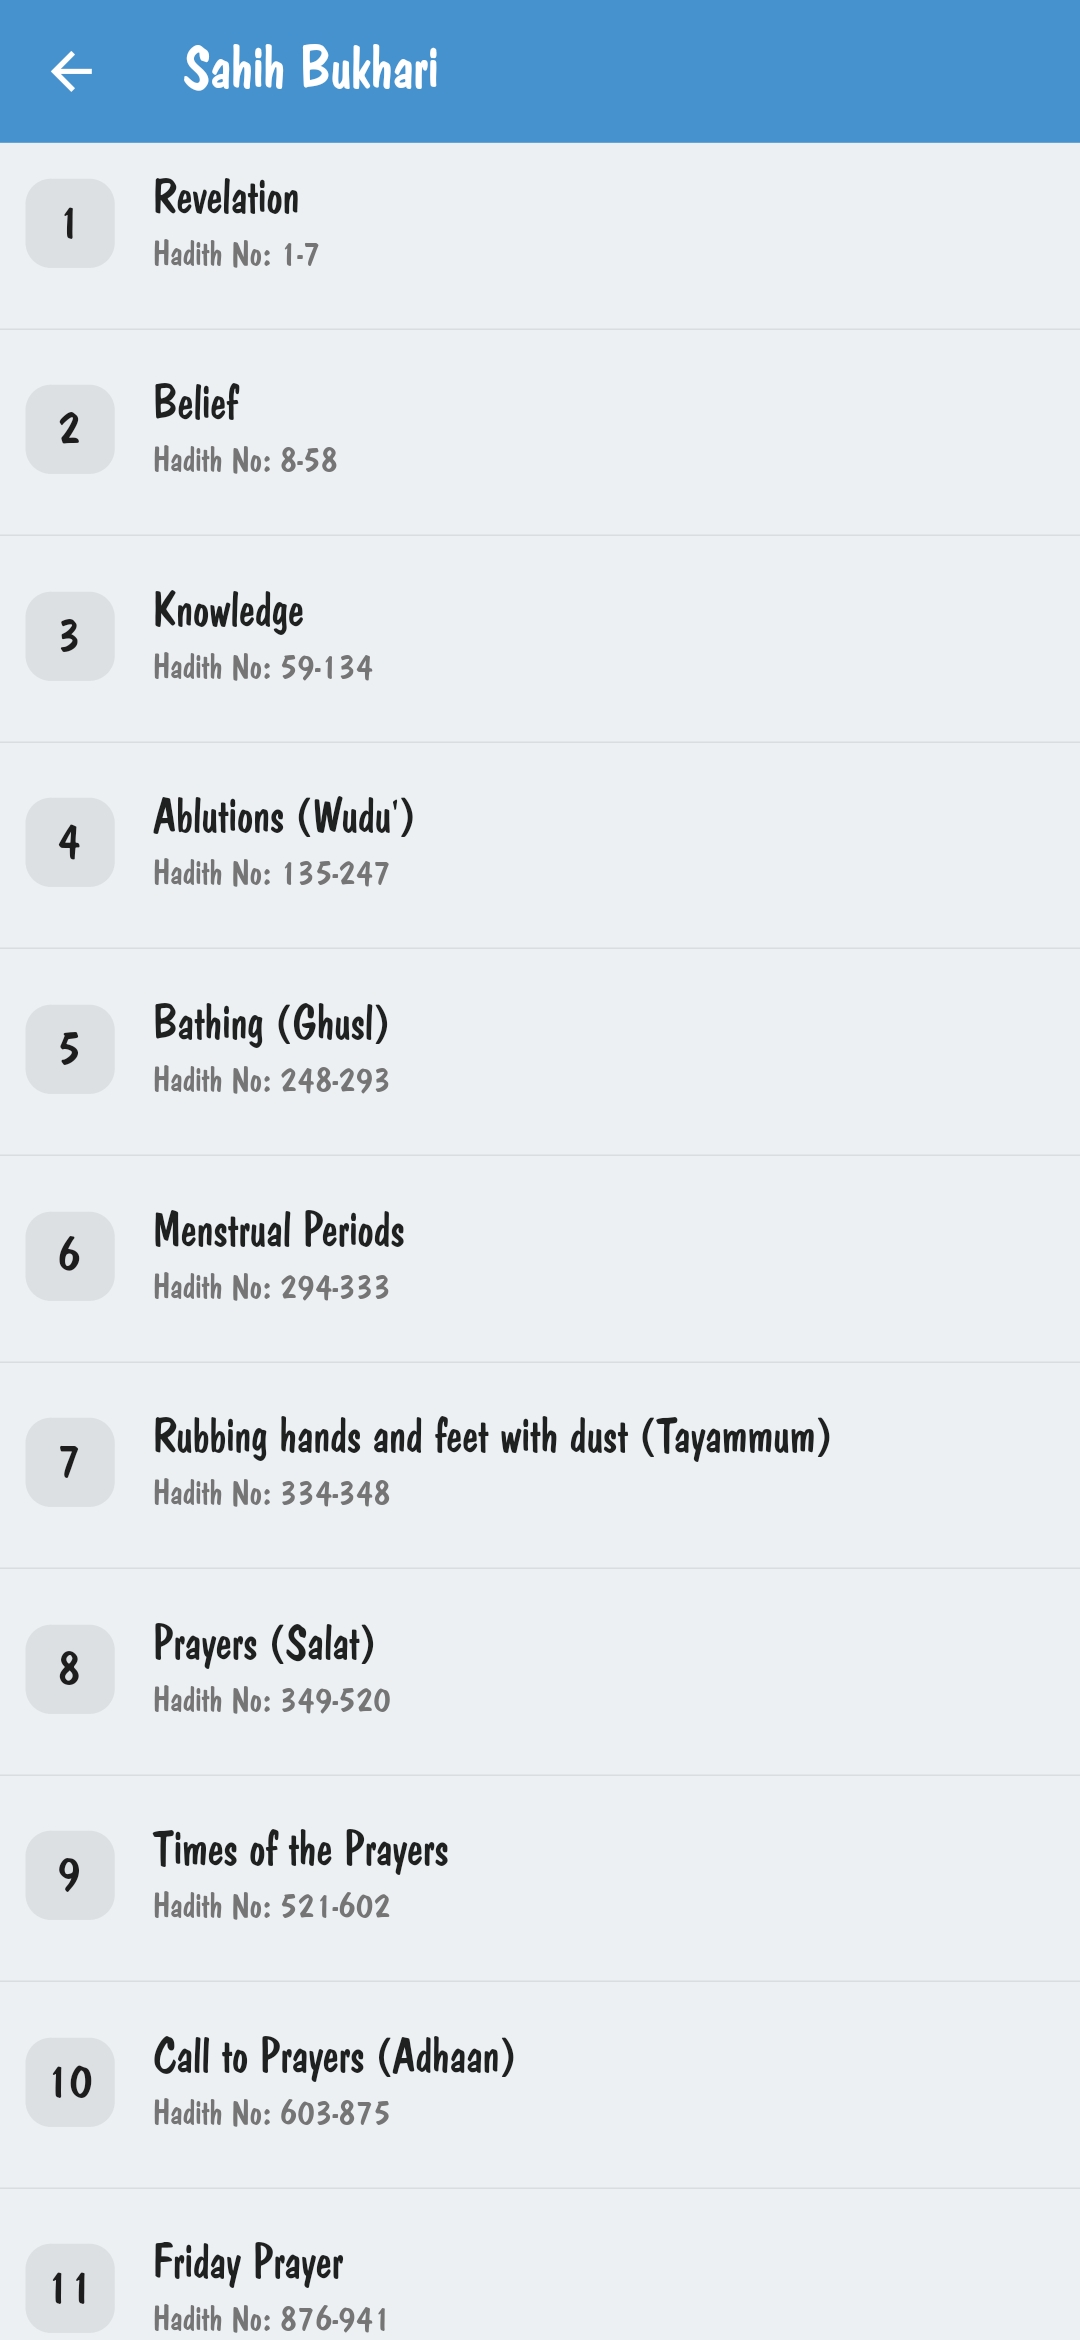 Sahih Bukhari
1
Revelation
Hadith No: 1-7
2
Belief
Hadith No: 8-58
3
Knowledge
Hadith No: 59-134
4
Ablutions (Wudu')
Hadith No: 135-247
5
Bathing (Ghusl)
Hadith No: 248-293
6
Menstrual Periods
Hadith No: 294-333
7
Rubbing hands and feet with dust (Tayammum)
Hadith No: 334-348
8
Prayers (Salat)
Hadith No: 349-520
9
Times of the Prayers
Hadith No: 521-602
10
Call to Prayers (Adhaan)
Hadith No: 603-875
11
Friday Prayer
Hadith No: 876-941